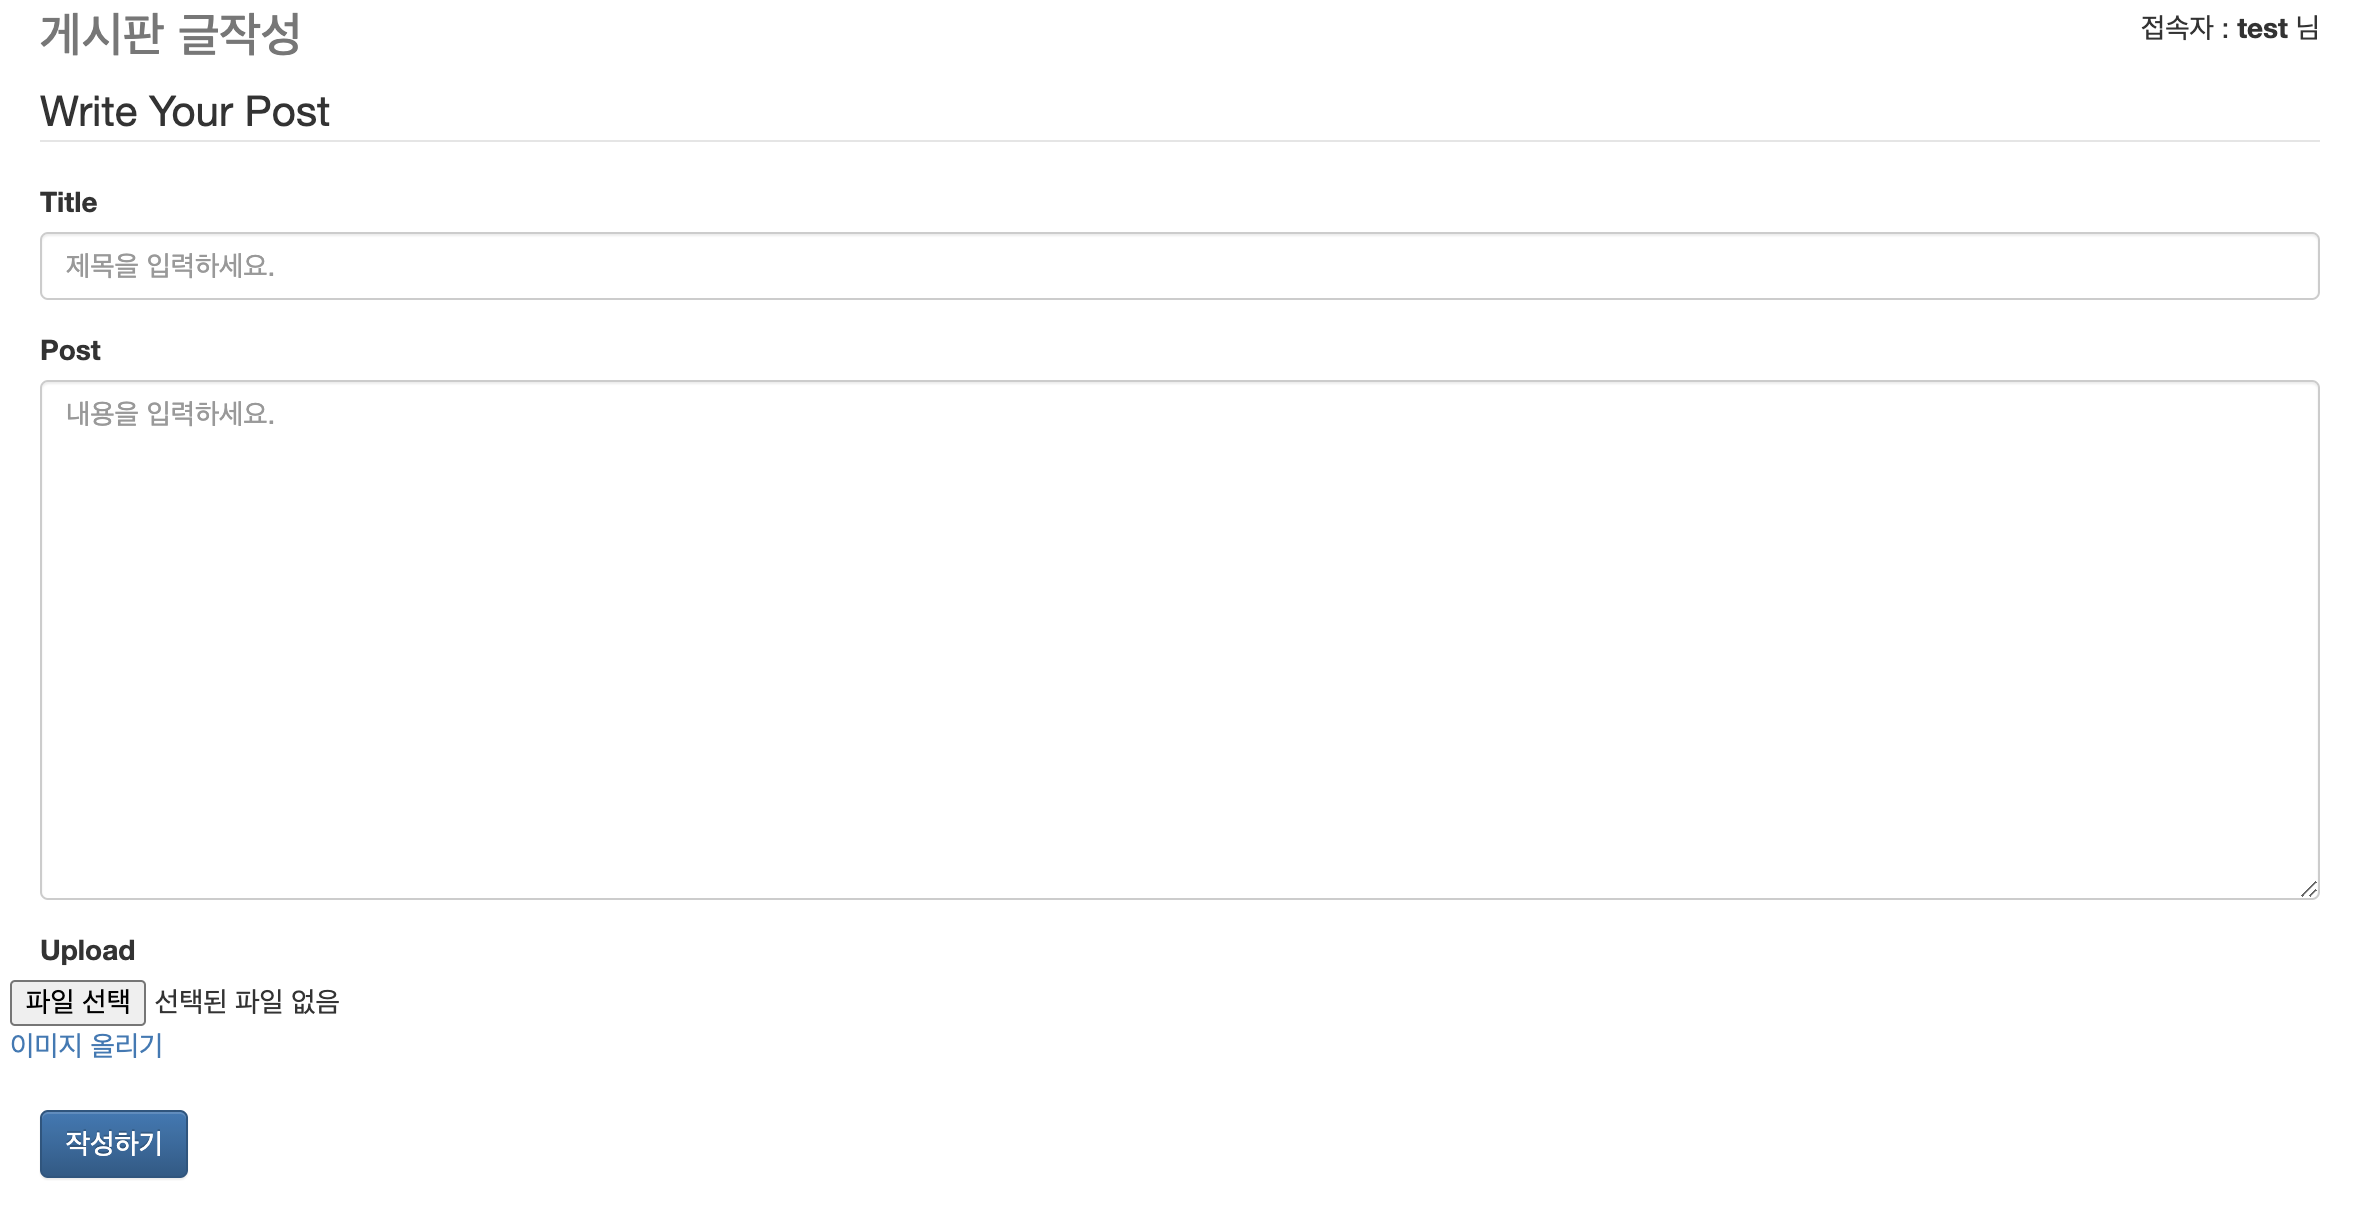 게시판 글작성
접속자 : test 님
Write Your Post
Title
제목을 입력하세요.
Post
내용을 입력하세요.
Upload
파일 선택 선택된 파일 없음
이미지 올리기
작성하기